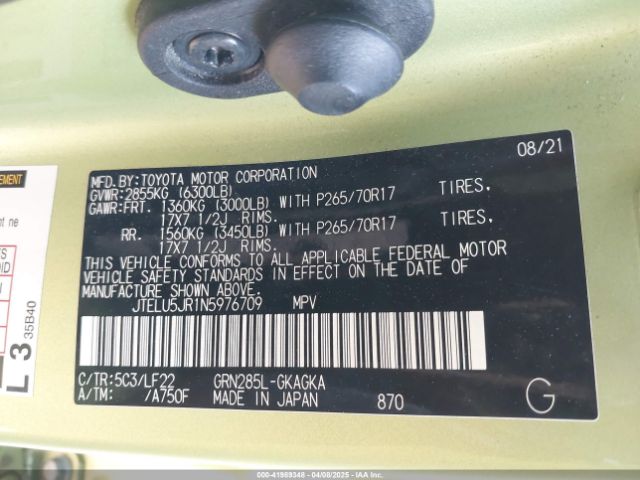 08/21
MFD. BY: TOYOTA MOTOR CORPORATION
GVWR: 2855KG (6300LB)
GAWR: FRT. 1360KG (3000LB) WITH P265/70R17 TIRES,
17X7 1/2J RIMS.
RR. 1560KG (3450LB) WITH P265/70R17 TIRES,
17X7 1/2J RIMS.
THIS VEHICLE CONFORMS TO ALL APPLICABLE FEDERAL MOTOR
VEHICLE SAFETY STANDARDS IN EFFECT ON THE DATE OF
MANUFACTURE SHOWN ABOVE.
JTELU5JR1N5976709 MPV
C/TR: 5C3/LF22 GRN285L-GKAGKA
A/TM: /A750F MADE IN JAPAN 870 G
L 3 35B40
000-41989348 - 04/08/2025 - IAAI